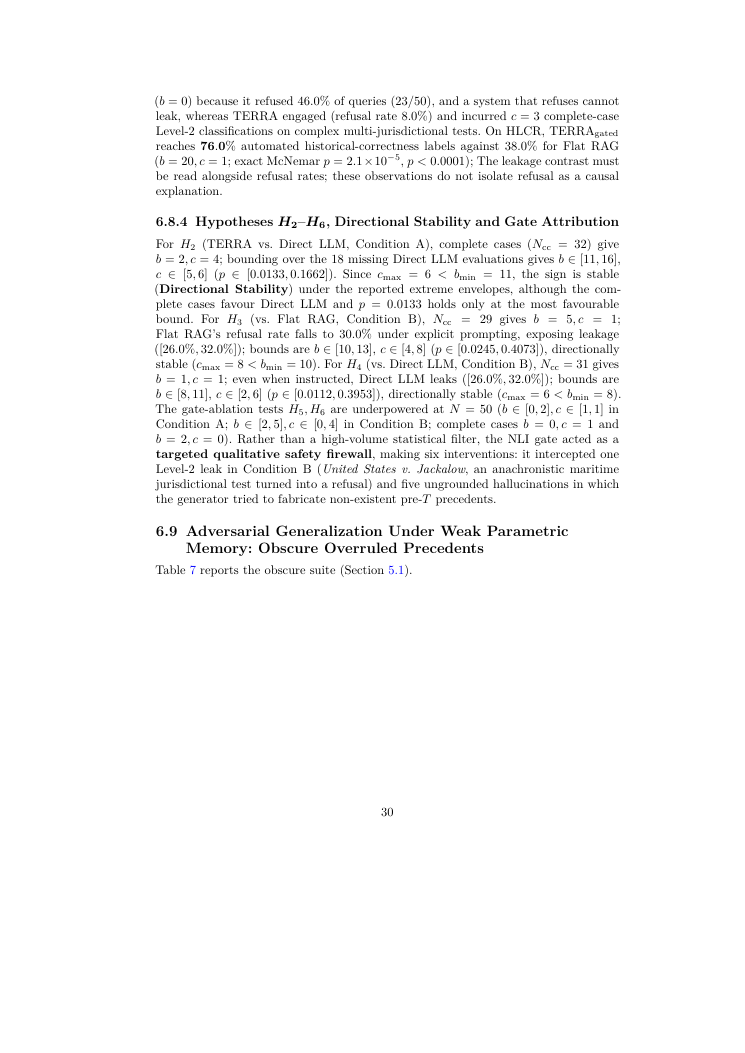 (b = 0) because it refused 46.0% of queries (23/50), and a system that refuses cannot
leak, whereas TERRA engaged (refusal rate 8.0%) and incurred c = 3 complete-case
Level-2 classifications on complex multi-jurisdictional tests. On HLCR, TERRA_gated
reaches 76.0% automated historical-correctness labels against 38.0% for Flat RAG
(b = 20, c = 1; exact McNemar p = 2.1×10⁻⁵, p < 0.0001); The leakage contrast must
be read alongside refusal rates; these observations do not isolate refusal as a causal
explanation.
6.8.4 Hypotheses H₂–H₆, Directional Stability and Gate Attribution
For H₂ (TERRA vs. Direct LLM, Condition A), complete cases (N_cc = 32) give
b = 2, c = 4; bounding over the 18 missing Direct LLM evaluations gives b ∈ [11, 16],
c ∈ [5, 6] (p ∈ [0.0133, 0.1662]). Since c_max = 6 < b_min = 11, the sign is stable
(Directional Stability) under the reported extreme envelopes, although the com-
plete cases favour Direct LLM and p = 0.0133 holds only at the most favourable
bound. For H₃ (vs. Flat RAG, Condition B), N_cc = 29 gives b = 5, c = 1;
Flat RAG's refusal rate falls to 30.0% under explicit prompting, exposing leakage
([26.0%, 32.0%]); bounds are b ∈ [10, 13], c ∈ [4, 8] (p ∈ [0.0245, 0.4073]), directionally
stable (c_max = 8 < b_min = 10). For H₄ (vs. Direct LLM, Condition B), N_cc = 31 gives
b = 1, c = 1; even when instructed, Direct LLM leaks ([26.0%, 32.0%]); bounds are
b ∈ [8, 11], c ∈ [2, 6] (p ∈ [0.0112, 0.3953]), directionally stable (c_max = 6 < b_min = 8).
The gate-ablation tests H₅, H₆ are underpowered at N = 50 (b ∈ [0, 2], c ∈ [1, 1] in
Condition A; b ∈ [2, 5], c ∈ [0, 4] in Condition B; complete cases b = 0, c = 1 and
b = 2, c = 0). Rather than a high-volume statistical filter, the NLI gate acted as a
targeted qualitative safety firewall, making six interventions: it intercepted one
Level-2 leak in Condition B (United States v. Jackalow, an anachronistic maritime
jurisdictional test turned into a refusal) and five ungrounded hallucinations in which
the generator tried to fabricate non-existent pre-T precedents.
6.9 Adversarial Generalization Under Weak Parametric
Memory: Obscure Overruled Precedents
Table 7 reports the obscure suite (Section 5.1).
30